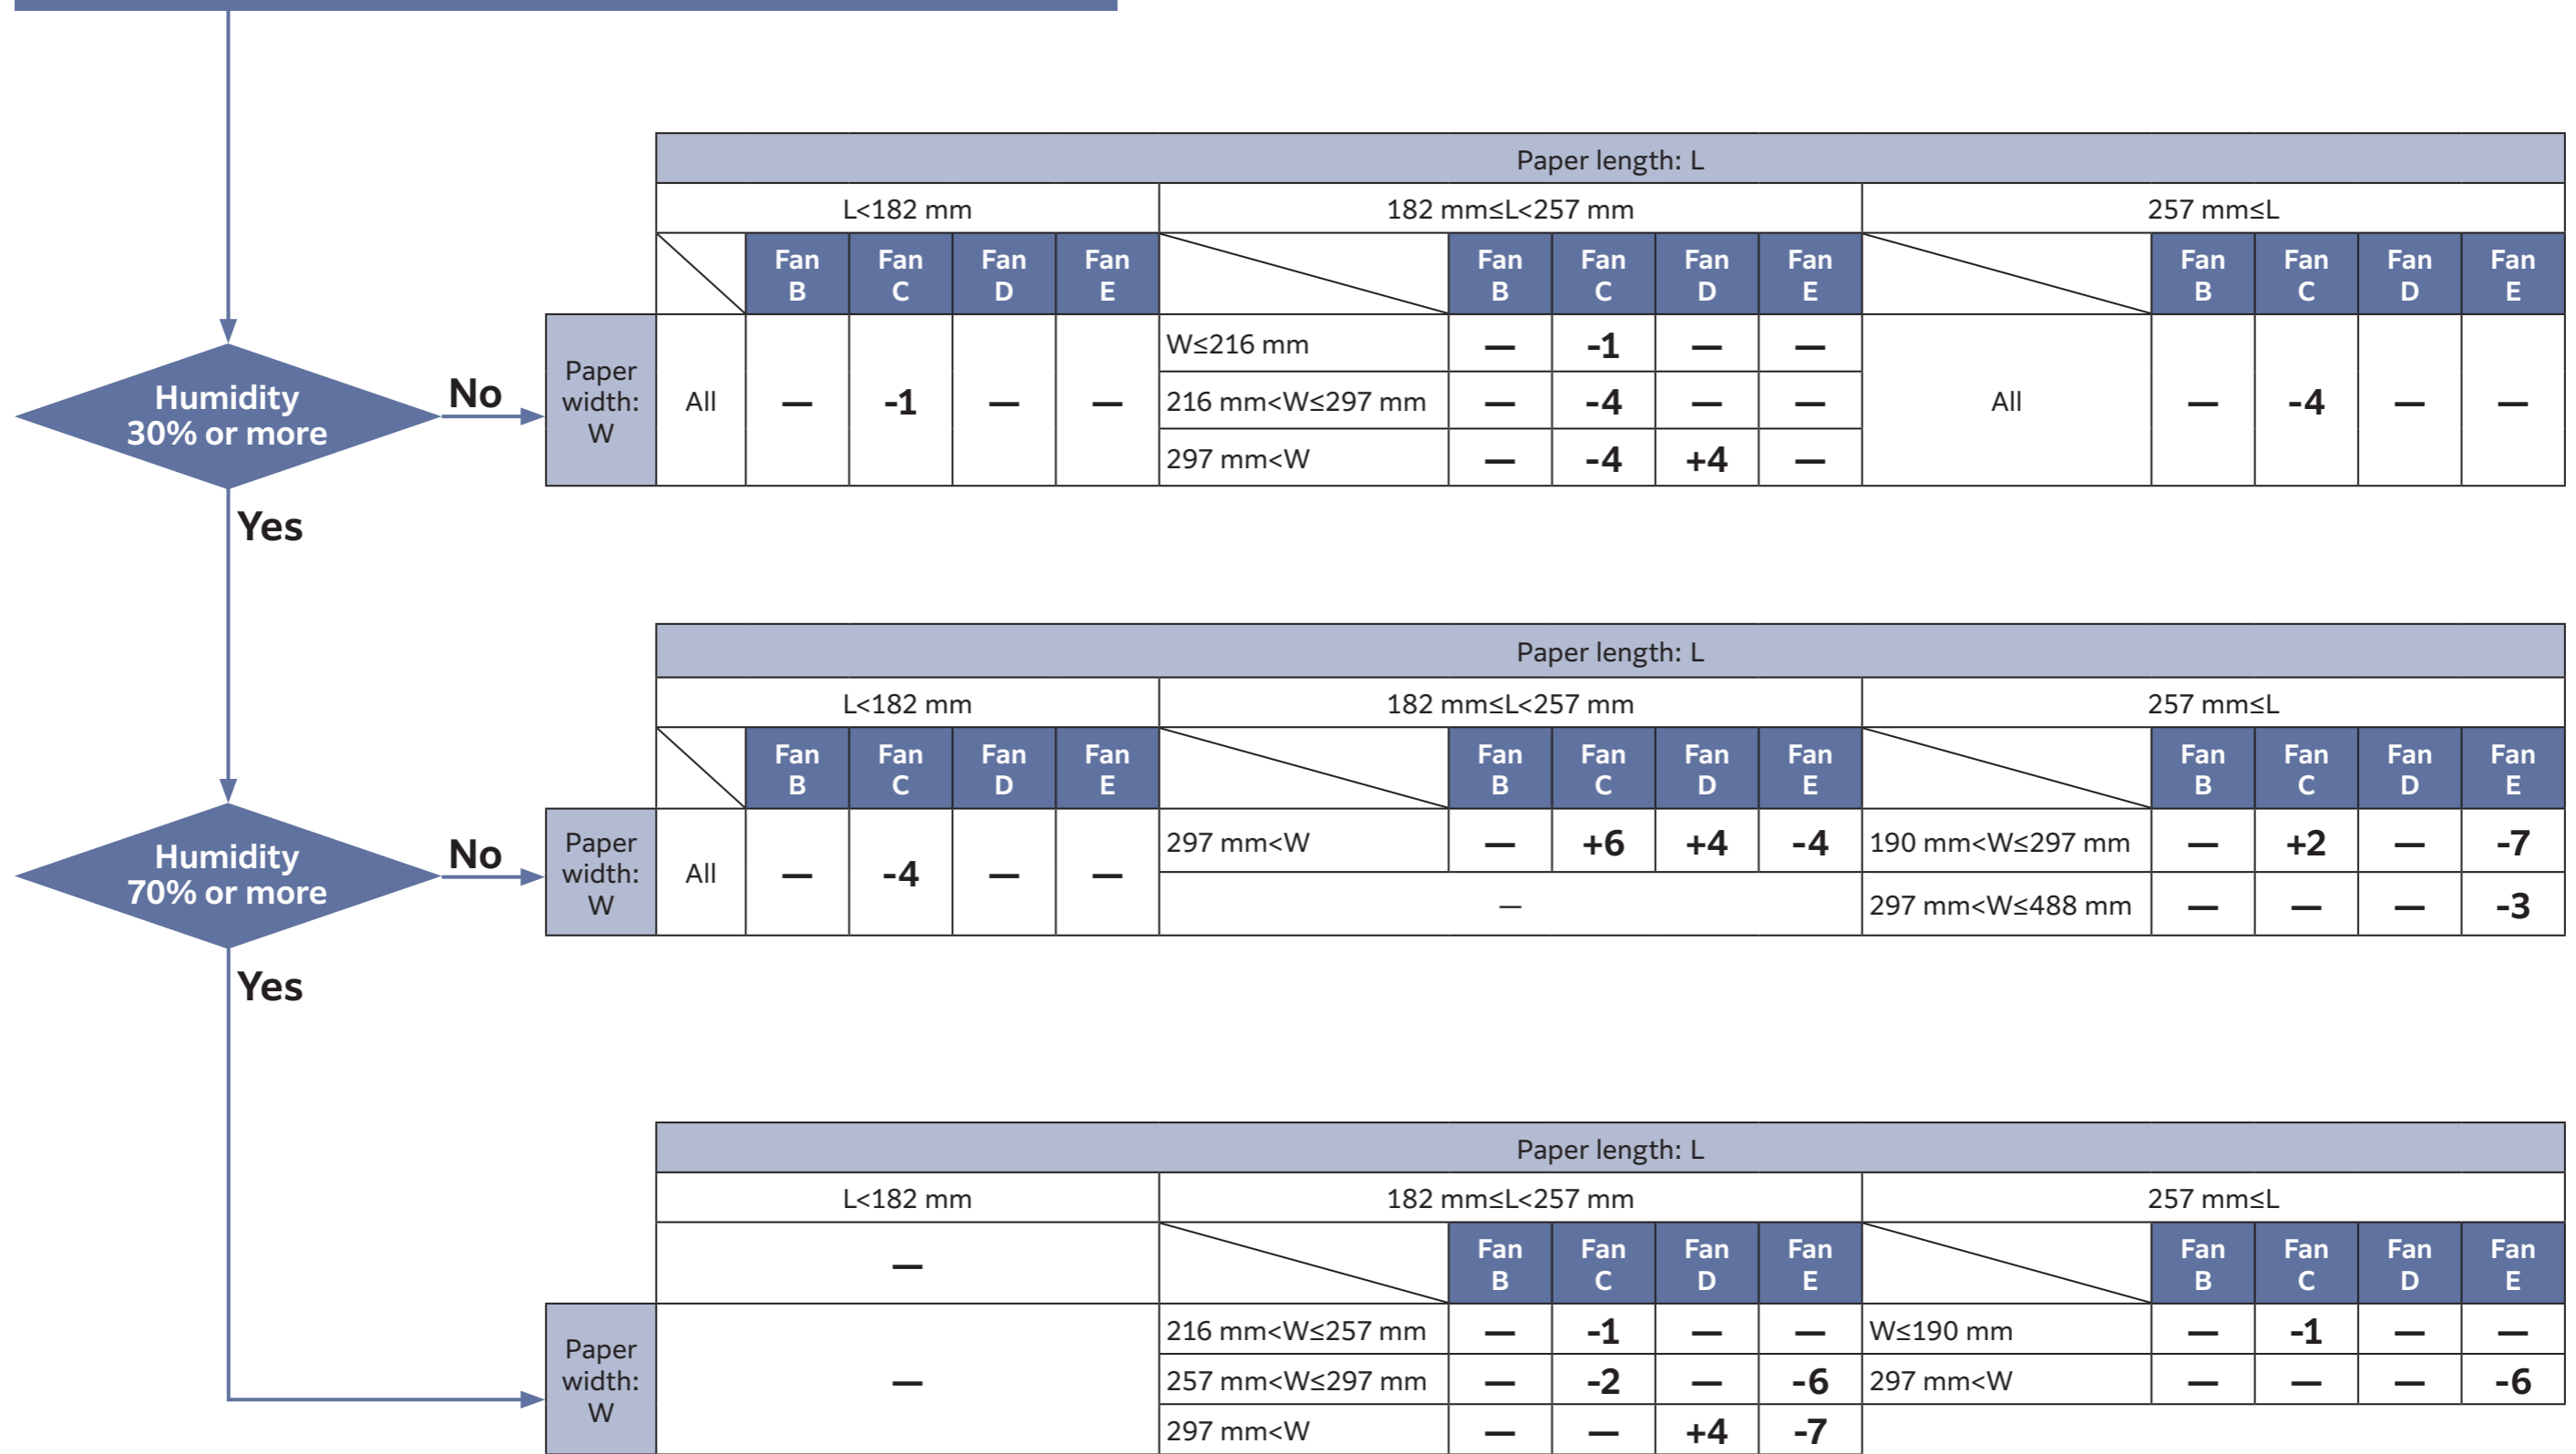 Paper length: L
L<182 mm 182 mm≤L<257 mm 257 mm≤L
Fan B Fan C Fan D Fan E Fan B Fan C Fan D Fan E Fan B Fan C Fan D Fan E
Humidity
30% or more
No
Yes
Paper
width:
W
All — -1 — —
W≤216 mm — -1 — —
216 mm<W≤297 mm — -4 — —
297 mm<W — -4 +4 —
All — -4 — —
Paper length: L
L<182 mm 182 mm≤L<257 mm 257 mm≤L
Fan B Fan C Fan D Fan E Fan B Fan C Fan D Fan E Fan B Fan C Fan D Fan E
Humidity
70% or more
No
Yes
Paper
width:
W
All — -4 — —
297 mm<W — +6 +4 -4
—
190 mm<W≤297 mm — +2 — -7
297 mm<W≤488 mm — — — -3
Paper length: L
L<182 mm 182 mm≤L<257 mm 257 mm≤L
— Fan B Fan C Fan D Fan E Fan B Fan C Fan D Fan E
Paper
width:
W
—
216 mm<W≤257 mm — -1 — —
257 mm<W≤297 mm — -2 — -6
297 mm<W — — +4 -7
W≤190 mm — -1 — —
297 mm<W — — — -6